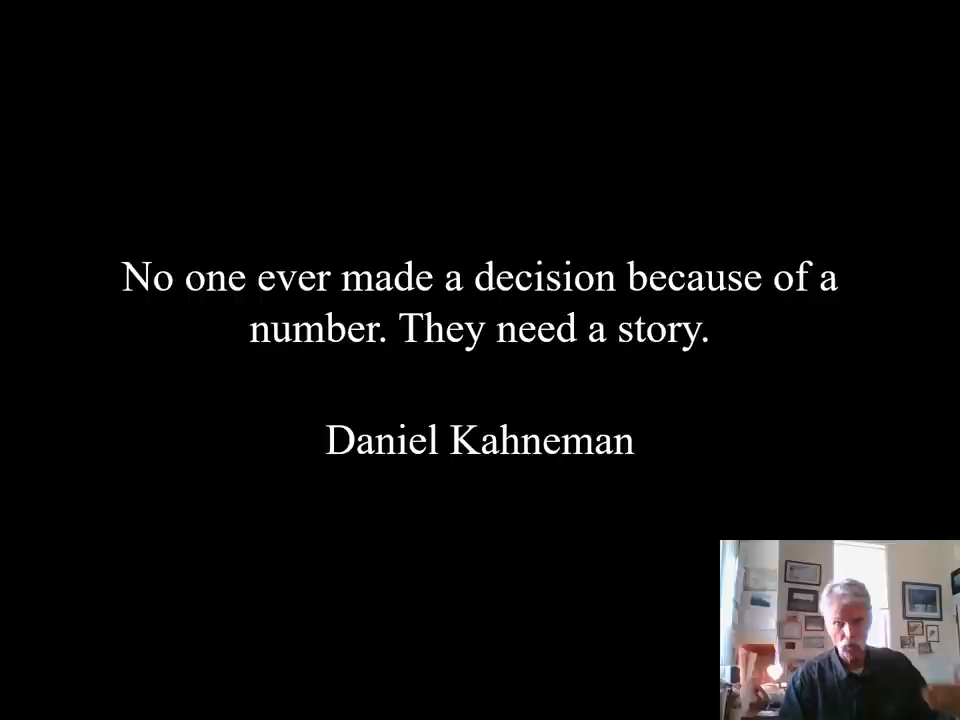 No one ever made a decision because of a
number. They need a story.
Daniel Kahneman